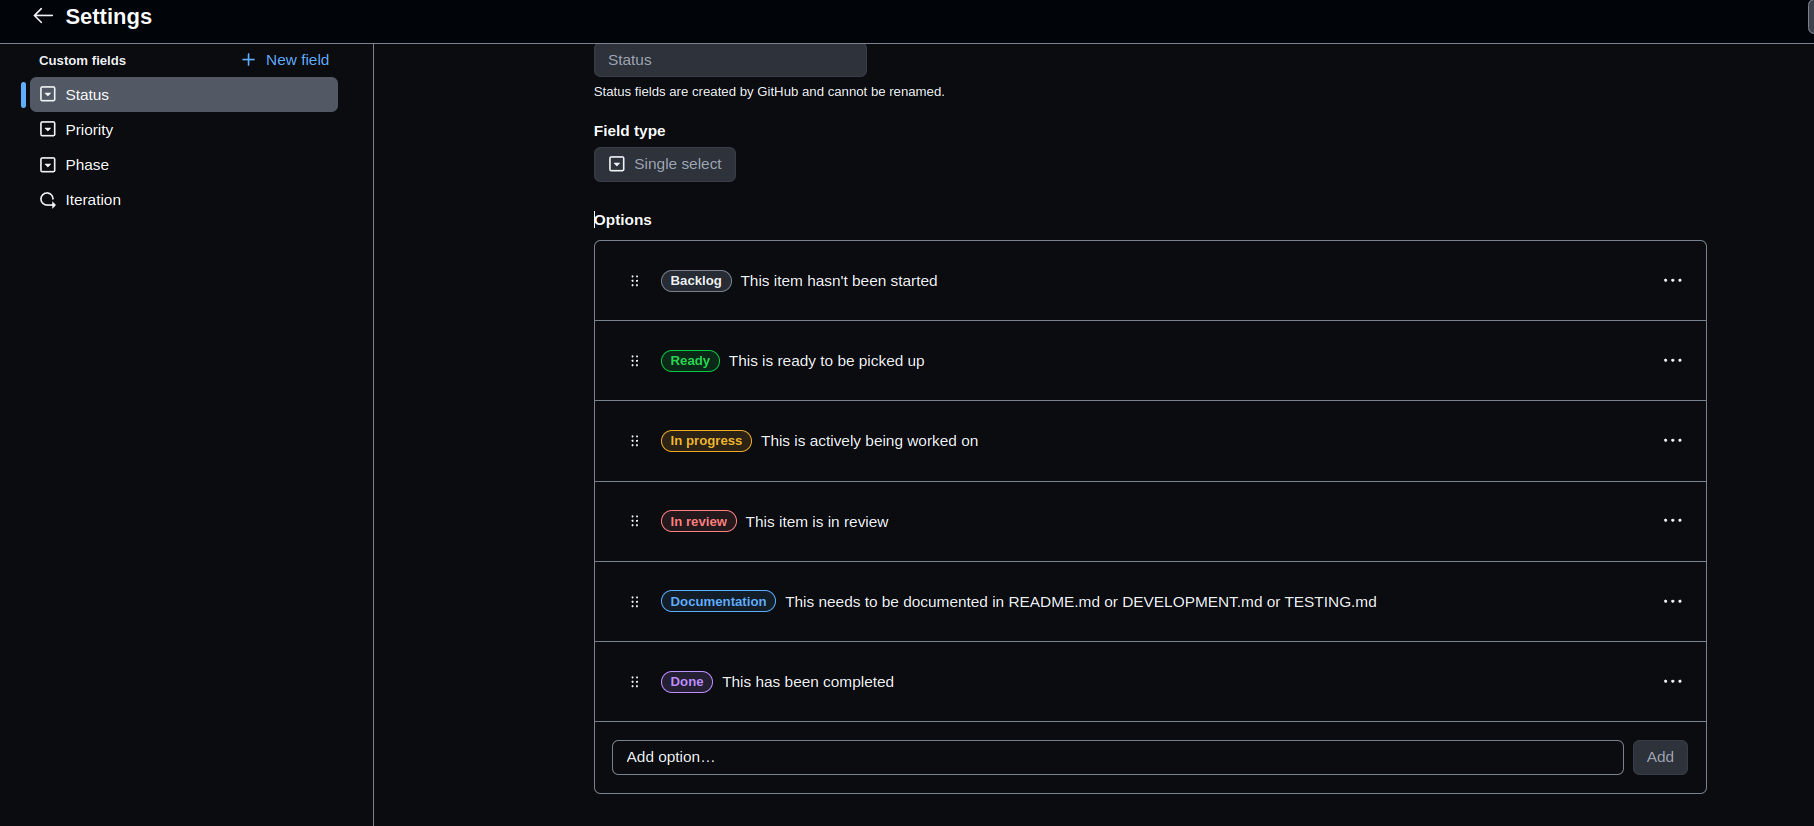 Settings
Custom fields
New field
Status
Priority
Phase
Iteration
Status
Status fields are created by GitHub and cannot be renamed.
Field type
Single select
Options
Backlog This item hasn't been started
Ready This is ready to be picked up
In progress This is actively being worked on
In review This item is in review
Documentation This needs to be documented in README.md or DEVELOPMENT.md or TESTING.md
Done This has been completed
Add option…
Add